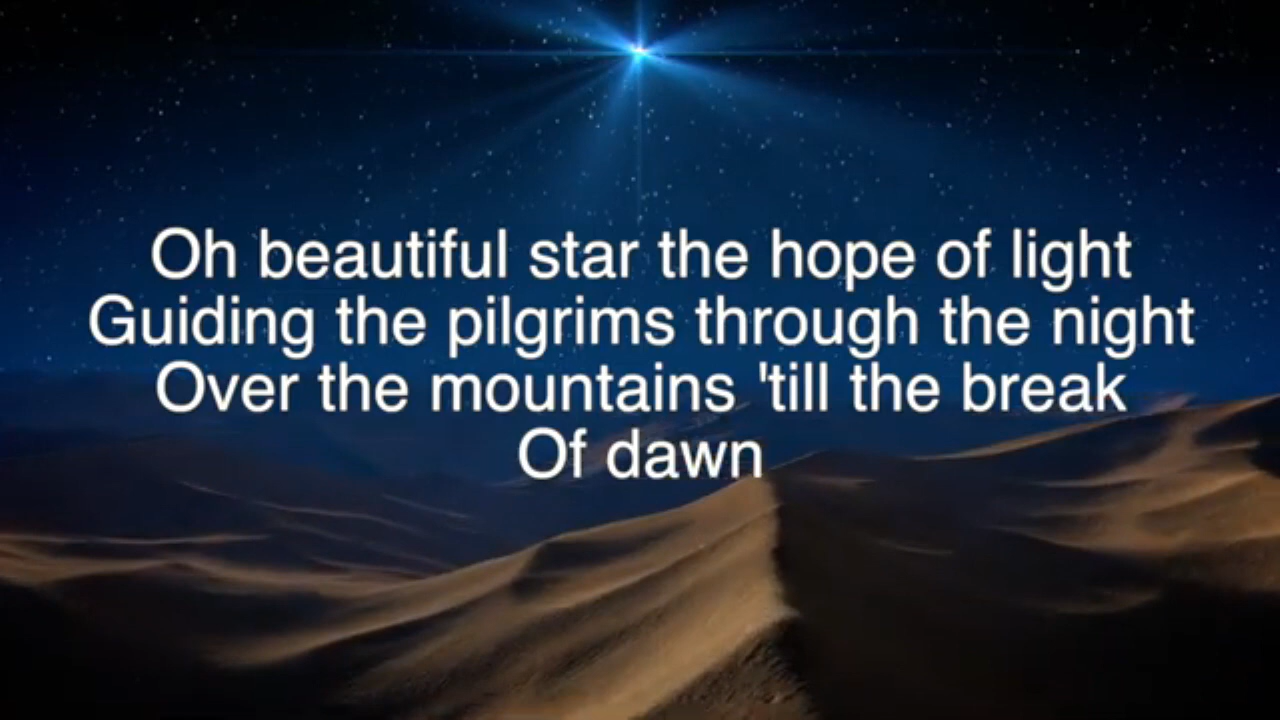 Oh beautiful star the hope of light
Guiding the pilgrims through the night
Over the mountains 'till the break
Of dawn